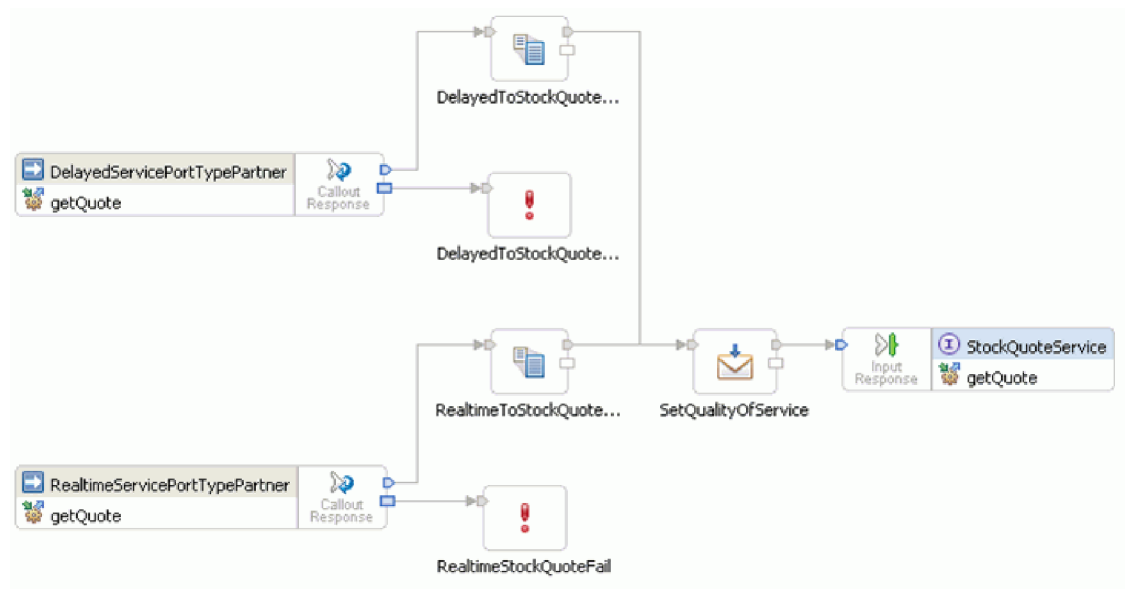 DelayedToStockQuote...
DelayedServicePortTypePartner
getQuote
Callout
Response
DelayedToStockQuote...
RealtimeToStockQuote...
SetQualityOfService
Input
Response
StockQuoteService
getQuote
RealtimeServicePortTypePartner
getQuote
Callout
Response
RealtimeStockQuoteFail